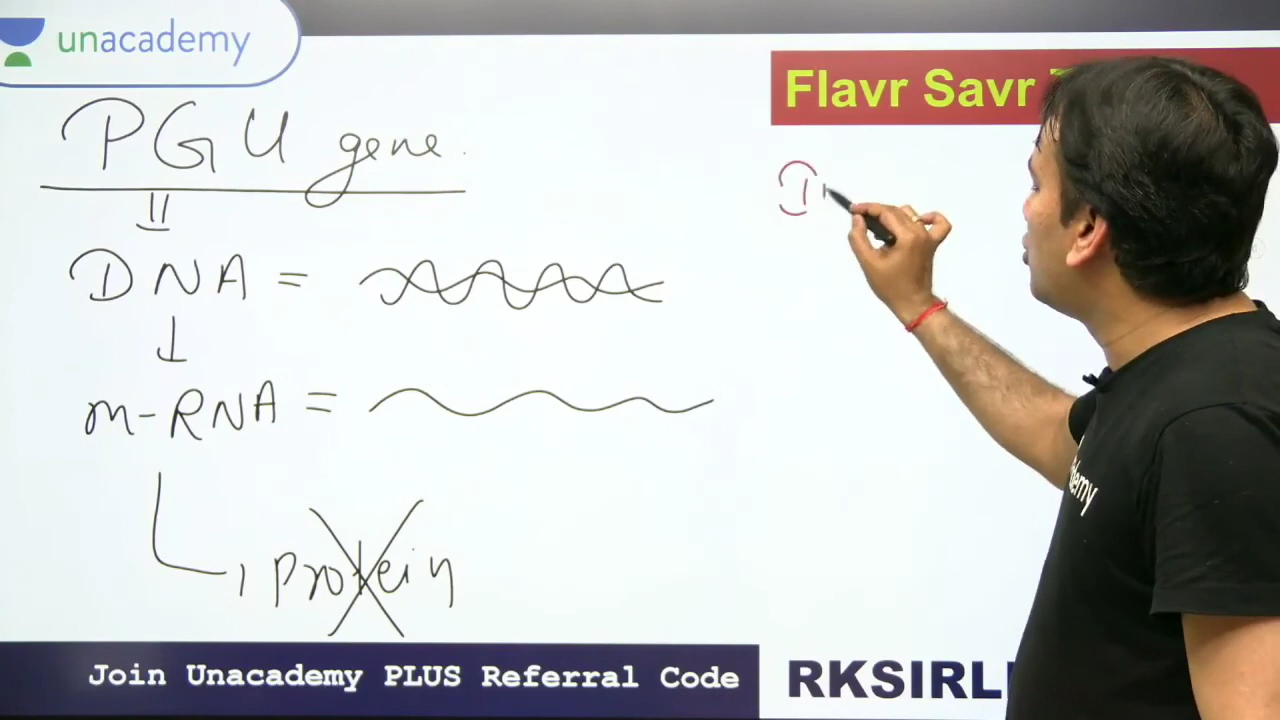 unacademy
Flavr Savr
PGU gene.
DNA =
m-RNA =
protein
Join Unacademy PLUS Referral Code
RKSIRL